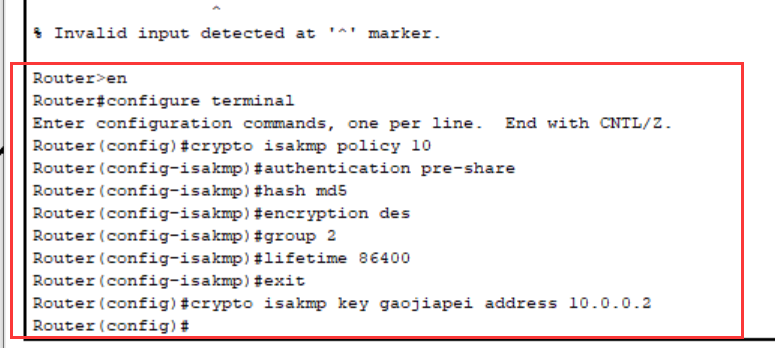 ^
% Invalid input detected at '^' marker.
Router>en
Router#configure terminal
Enter configuration commands, one per line.  End with CNTL/Z.
Router(config)#crypto isakmp policy 10
Router(config-isakmp)#authentication pre-share
Router(config-isakmp)#hash md5
Router(config-isakmp)#encryption des
Router(config-isakmp)#group 2
Router(config-isakmp)#lifetime 86400
Router(config-isakmp)#exit
Router(config)#crypto isakmp key gaojiapei address 10.0.0.2
Router(config)#